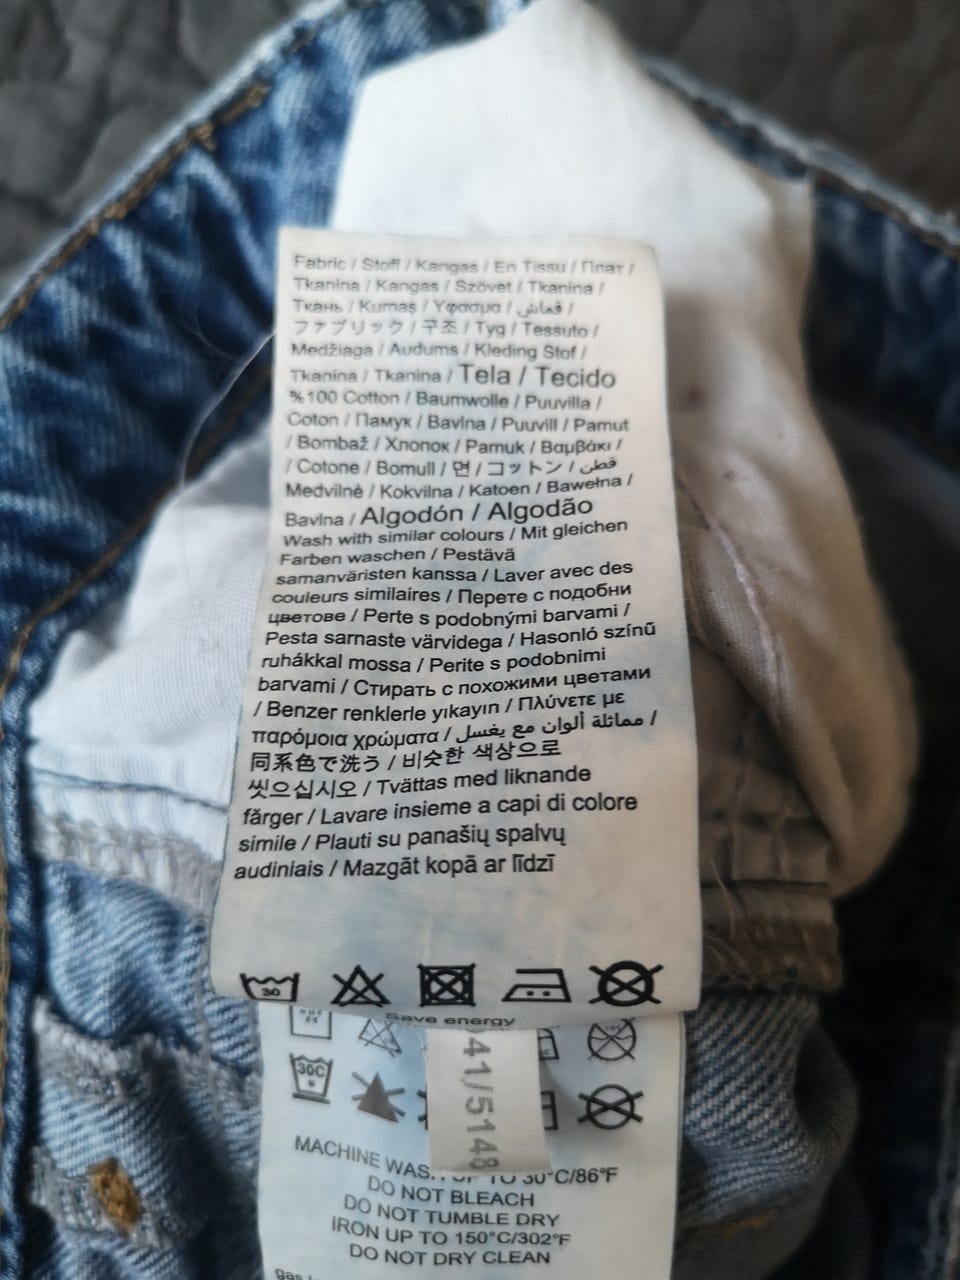 Fabric / Stoff / Kangas / En Tissu / Плат /
Tkanina / Kangas / Szövet / Tkanina /
Ткань / Kumaş / Υφασμα / قماش /
ファブリック / 구조 / Tyg / Tessuto /
Medžiaga / Audums / Kleding Stof /
Tkanina / Tkanina / Tela / Tecido
%100 Cotton / Baumwolle / Puuvilla /
Coton / Памук / Bavlna / Puuvill / Pamut
/ Bombaž / Хлопок / Pamuk / Βαμβάκι /
/ Cotone / Bomull / 면 / コットン / قطن
Medvilnė / Kokvilna / Katoen / Bawełna /
Bavlna / Algodón / Algodão
Wash with similar colours / Mit gleichen
Farben waschen / Pestävä
samanväristen kanssa / Laver avec des
couleurs similaires / Перете с подобни
цветове / Perte s podobnými barvami /
Pesta sarnaste värvidega / Hasonló színű
ruhákkal mossa / Perite s podobnimi
barvami / Стирать с похожими цветами
/ Benzer renklerle yıkayın / Πλύνετε με
παρόμοια χρώματα / مماثلة ألوان مع يغسل /
同系色で洗う / 비슷한 색상으로
씻으십시오 / Tvättas med liknande
färger / Lavare insieme a capi di colore
simile / Plauti su panašių spalvų
audiniais / Mazgāt kopā ar līdzī
30
Save energy
41/5148
30C
MACHINE WAS TO 30°C/86°F
DO NOT BLEACH
DO NOT TUMBLE DRY
IRON UP TO 150°C/302°F
DO NOT DRY CLEAN